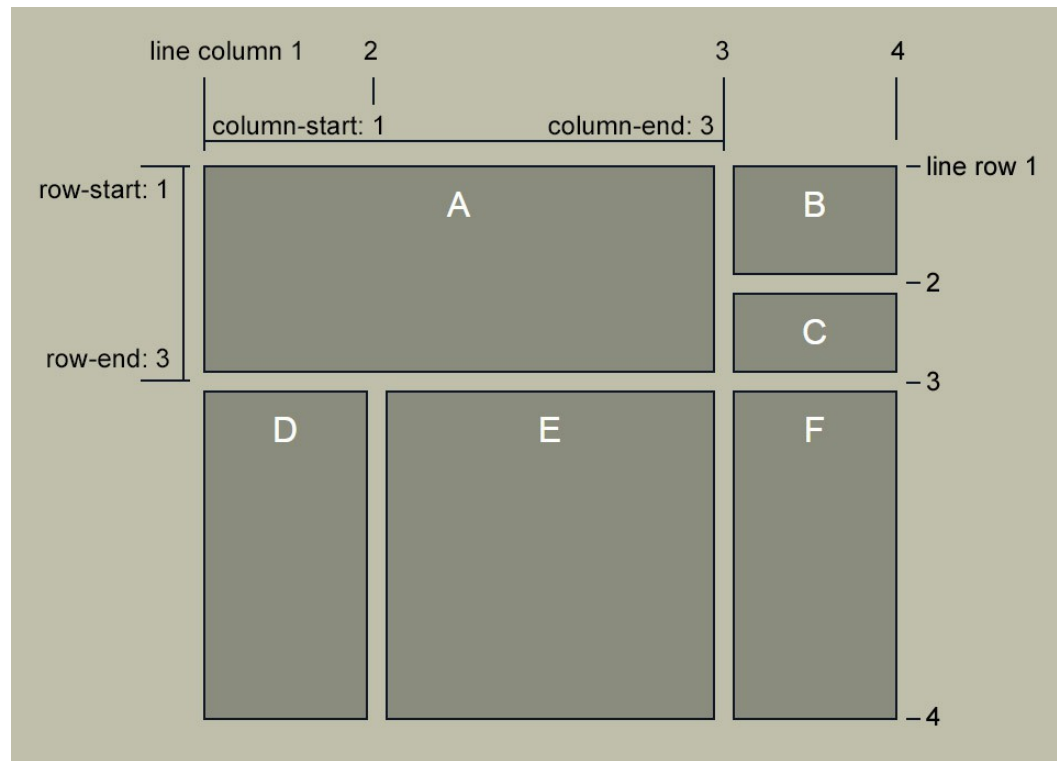 line column 1 2 3 4
column-start: 1 column-end: 3
line row 1
row-start: 1
A B
2
C
row-end: 3
3
D E F
4